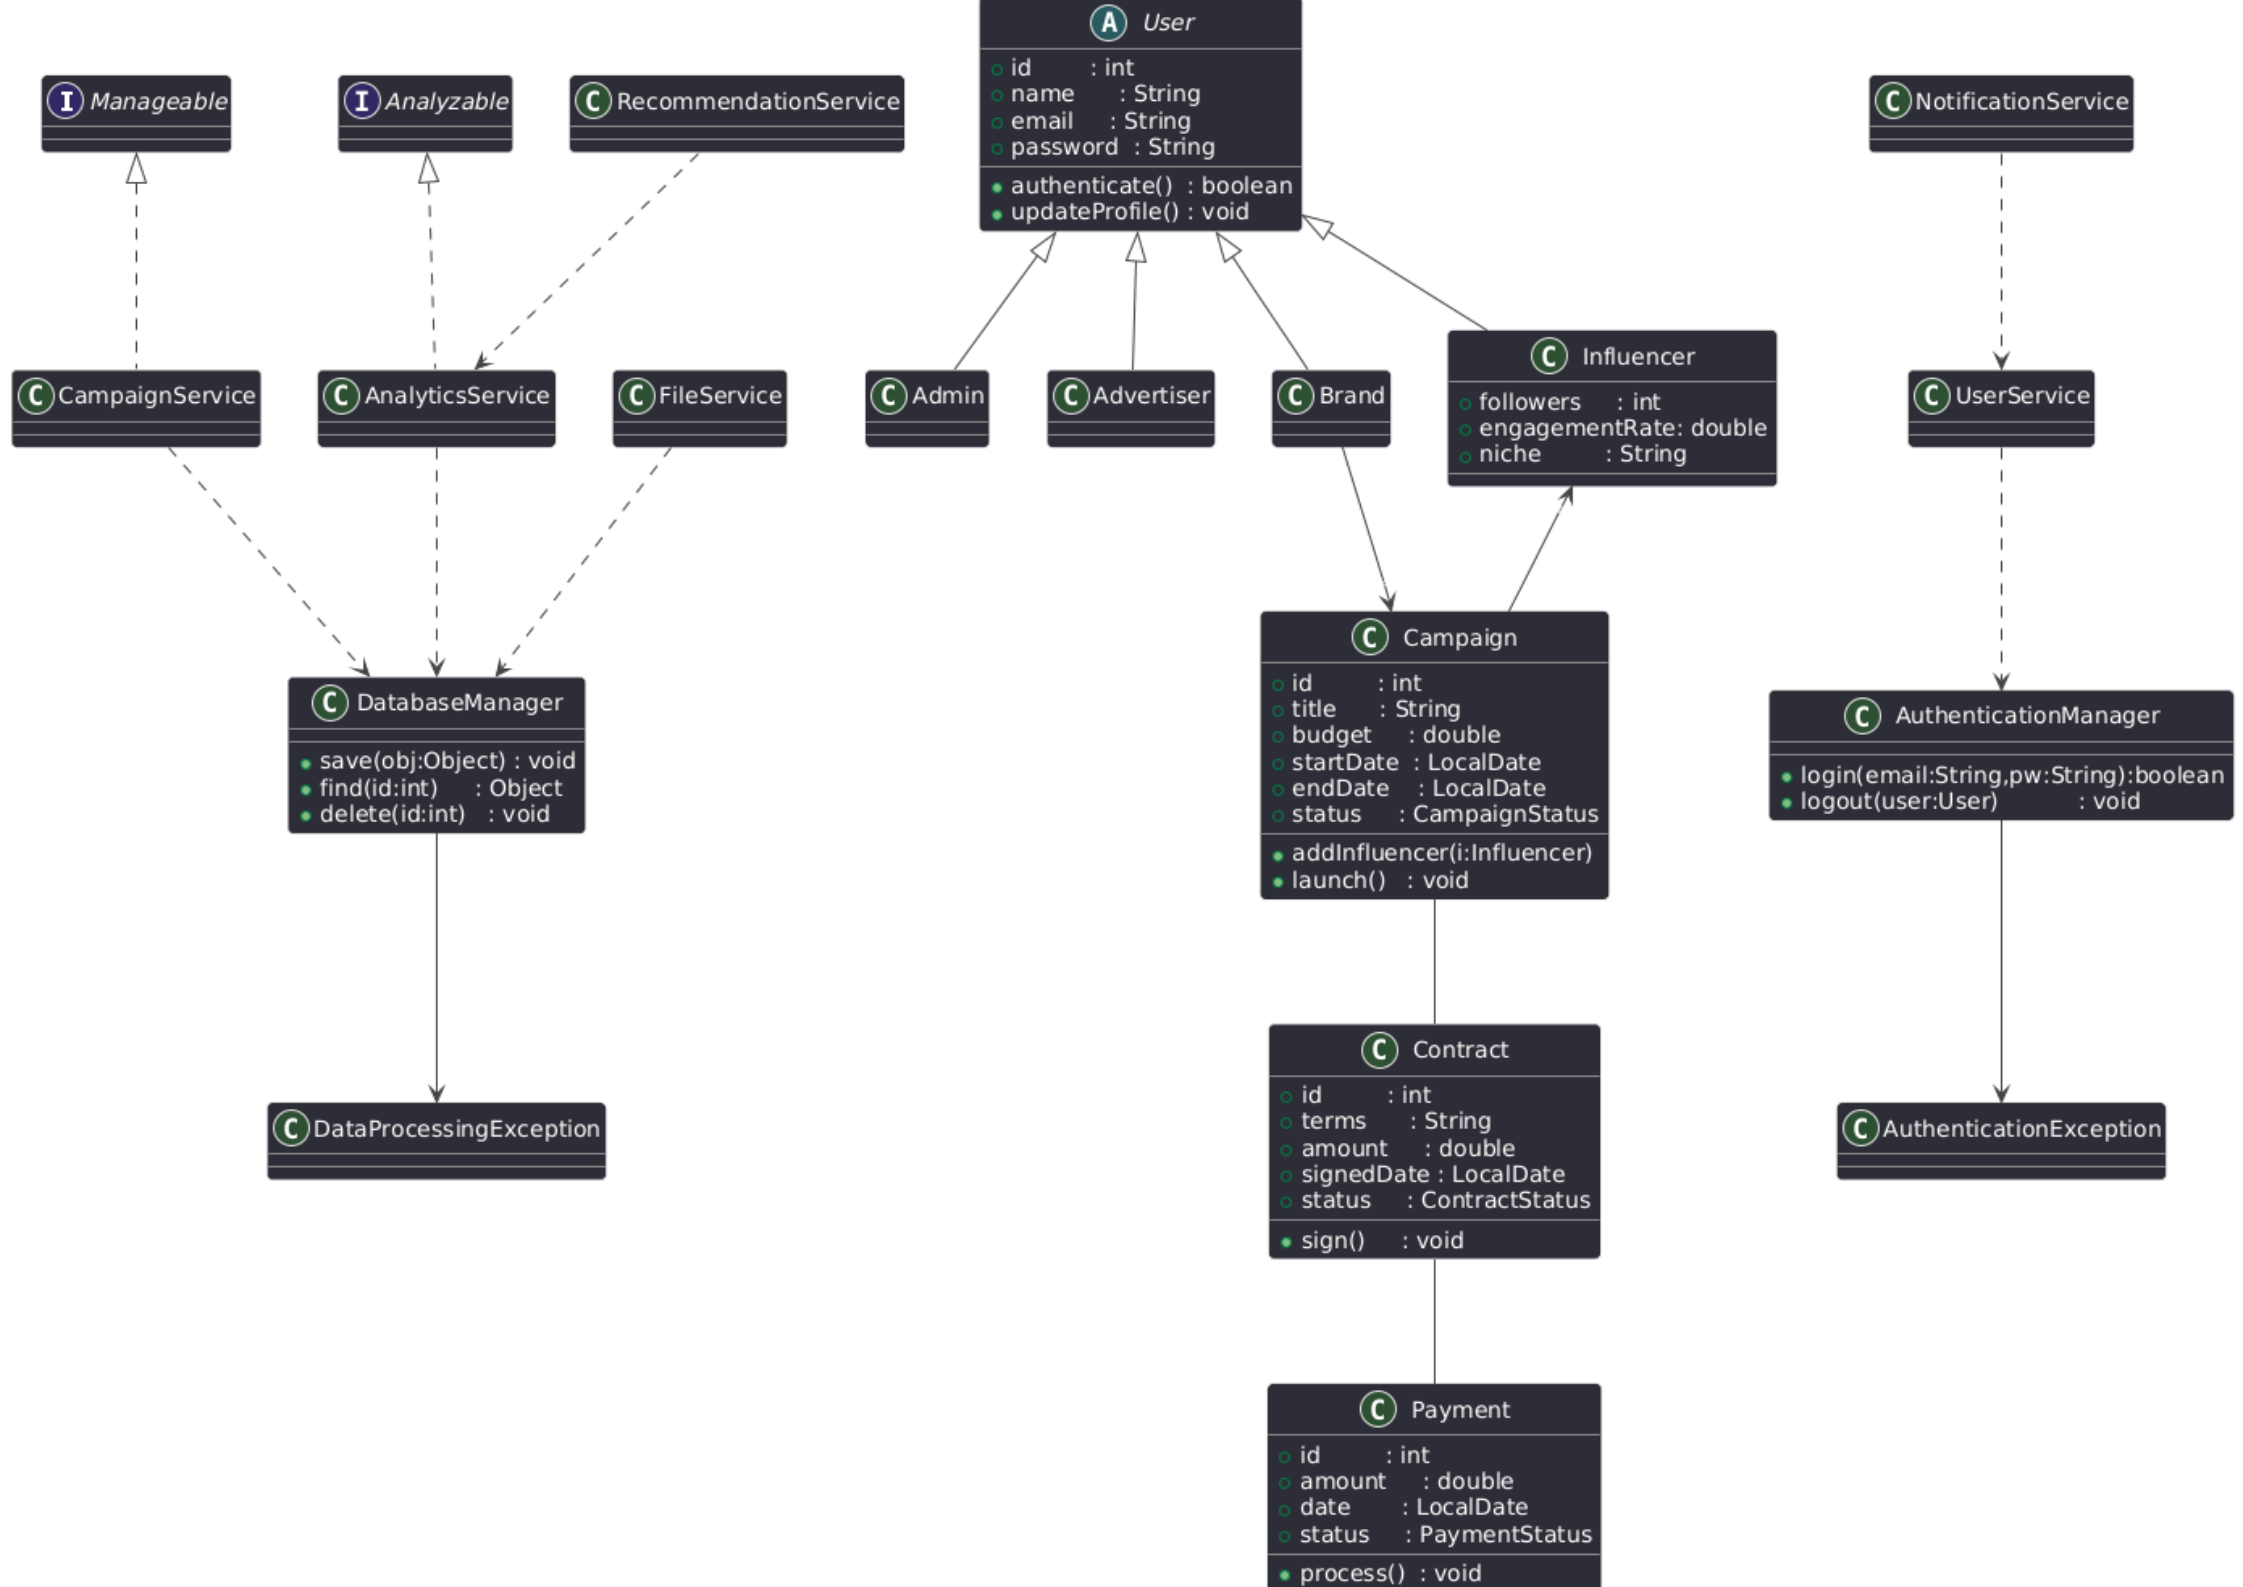 A User
id : int
name : String
email : String
password : String
authenticate() : boolean
updateProfile() : void
I Manageable
I Analyzable
C RecommendationService
C NotificationService
C CampaignService
C AnalyticsService
C FileService
C Admin
C Advertiser
C Brand
C Influencer
followers : int
engagementRate: double
niche : String
C UserService
C DatabaseManager
save(obj:Object) : void
find(id:int) : Object
delete(id:int) : void
C Campaign
id : int
title : String
budget : double
startDate : LocalDate
endDate : LocalDate
status : CampaignStatus
addInfluencer(i:Influencer)
launch() : void
C AuthenticationManager
login(email:String,pw:String):boolean
logout(user:User) : void
C DataProcessingException
C Contract
id : int
terms : String
amount : double
signedDate : LocalDate
status : ContractStatus
sign() : void
C AuthenticationException
C Payment
id : int
amount : double
date : LocalDate
status : PaymentStatus
process() : void